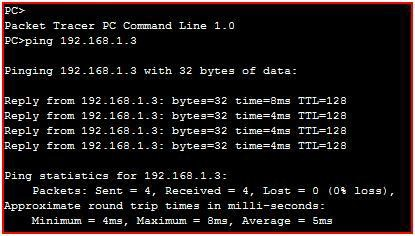 PC>
Packet Tracer PC Command Line 1.0
PC>ping 192.168.1.3
Pinging 192.168.1.3 with 32 bytes of data:
Reply from 192.168.1.3: bytes=32 time=8ms TTL=128
Reply from 192.168.1.3: bytes=32 time=4ms TTL=128
Reply from 192.168.1.3: bytes=32 time=4ms TTL=128
Reply from 192.168.1.3: bytes=32 time=4ms TTL=128
Ping statistics for 192.168.1.3:
Packets: Sent = 4, Received = 4, Lost = 0 (0% loss),
Approximate round trip times in milli-seconds:
Minimum = 4ms, Maximum = 8ms, Average = 5ms